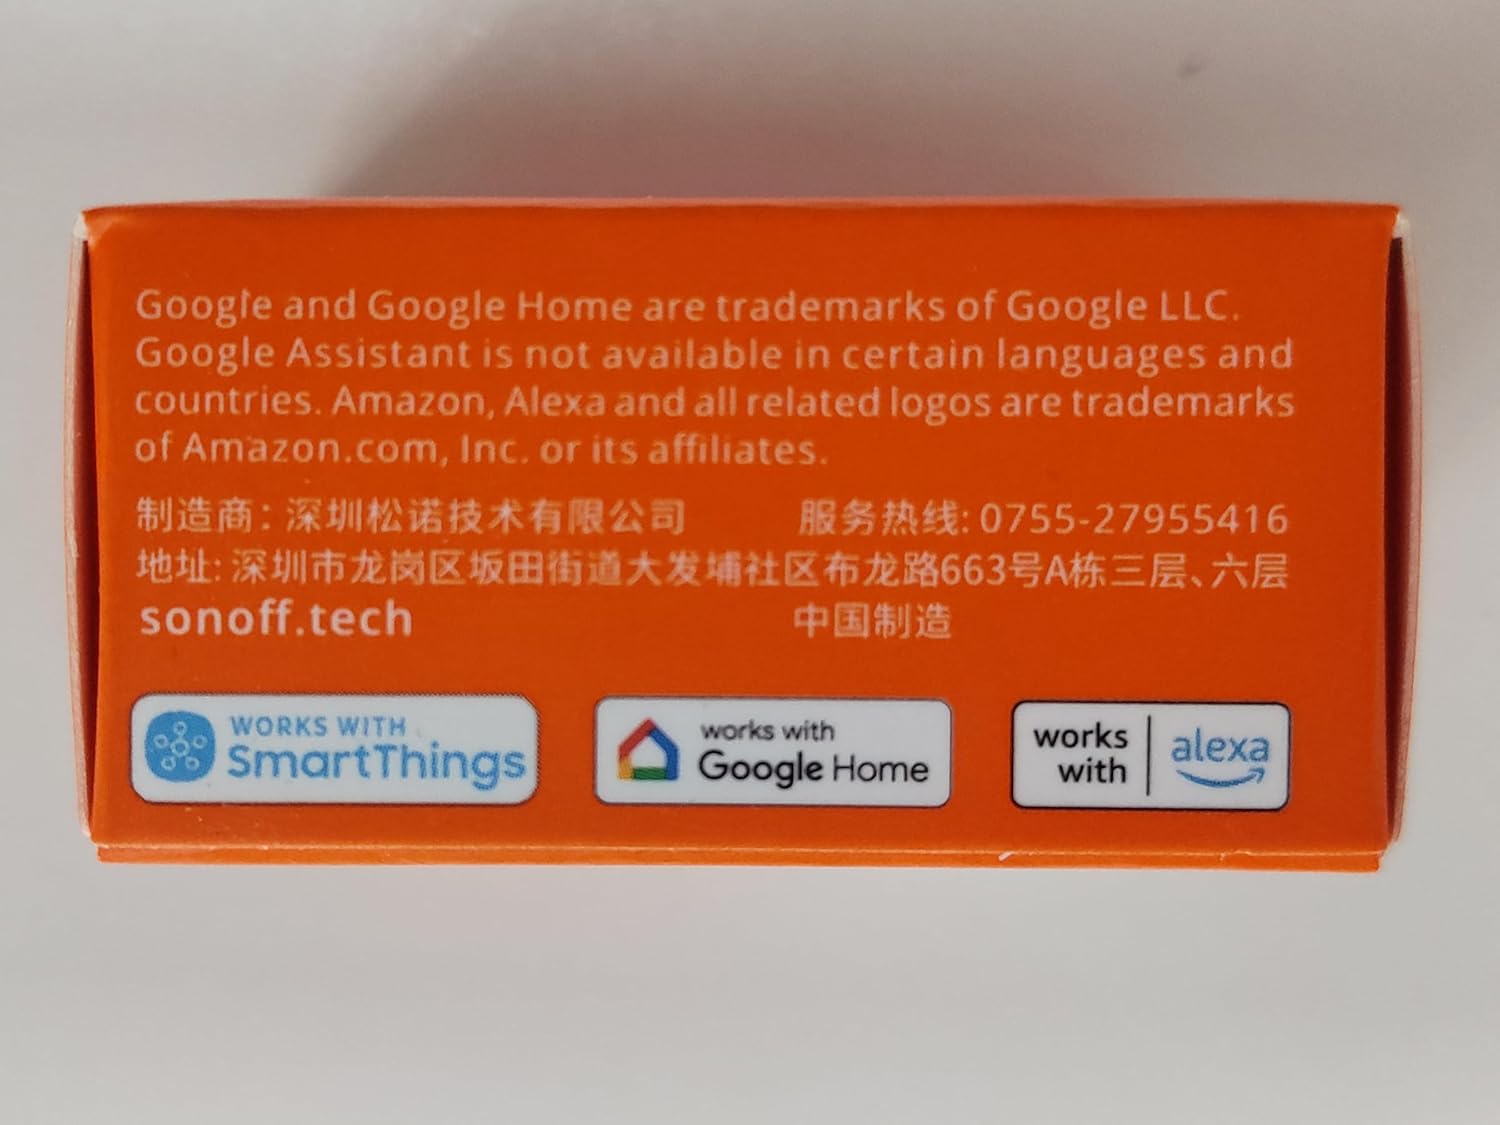 Google and Google Home are trademarks of Google LLC.
Google Assistant is not available in certain languages and
countries. Amazon, Alexa and all related logos are trademarks
of Amazon.com, Inc. or its affiliates.
制造商: 深圳松诺技术有限公司 服务热线: 0755-27955416
地址: 深圳市龙岗区坂田街道大发埔社区布龙路663号A栋三层、六层
sonoff.tech 中国制造
WORKS WITH
SmartThings
works with
Google Home
works
with
alexa